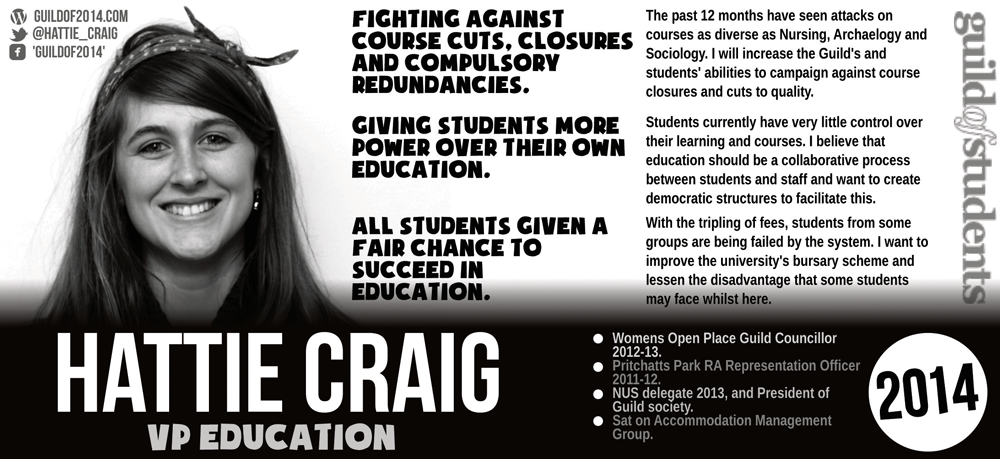 GUILDOF2014.COM
@HATTIE_CRAIG
'GUILDOF2014'
FIGHTING AGAINST
COURSE CUTS, CLOSURES
AND COMPULSORY
REDUNDANCIES.
The past 12 months have seen attacks on
courses as diverse as Nursing, Archaelogy and
Sociology. I will increase the Guild's and
students' abilities to campaign against course
closures and cuts to quality.
GIVING STUDENTS MORE
POWER OVER THEIR OWN
EDUCATION.
Students currently have very little control over
their learning and courses. I believe that
education should be a collaborative process
between students and staff and want to create
democratic structures to facilitate this.
ALL STUDENTS GIVEN A
FAIR CHANCE TO
SUCCEED IN
EDUCATION.
With the tripling of fees, students from some
groups are being failed by the system. I want to
improve the university's bursary scheme and
lessen the disadvantage that some students
may face whilst here.
guildofstudents
HATTIE CRAIG
VP EDUCATION
Womens Open Place Guild Councillor
2012-13.
Pritchatts Park RA Representation Officer
2011-12.
NUS delegate 2013, and President of
Guild society.
Sat on Accommodation Management
Group.
2014